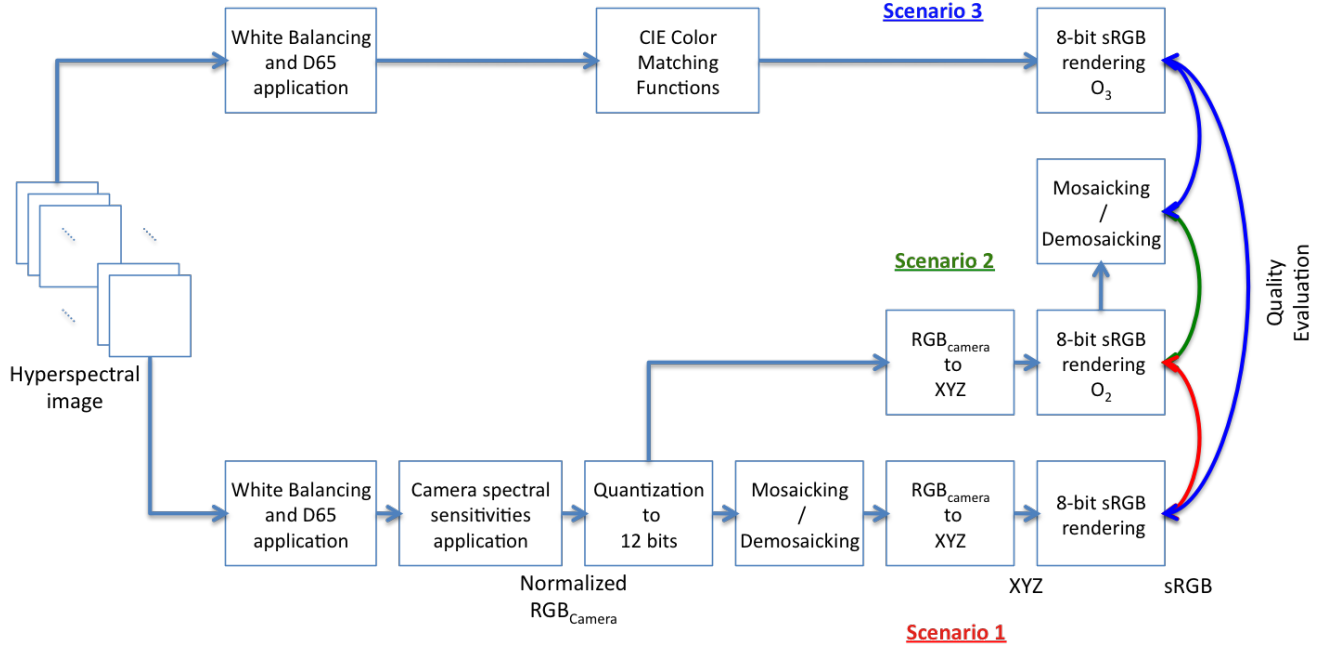 Scenario 3
White Balancing
and D65
application
CIE Color
Matching
Functions
8-bit sRGB
rendering
O3
Mosaicking
/
Demosaicking
Scenario 2
Quality
Evaluation
Hyperspectral
image
RGBcamera
to
XYZ
8-bit sRGB
rendering
O2
White Balancing
and D65
application
Camera spectral
sensitivities
application
Quantization
to
12 bits
Mosaicking
/
Demosaicking
RGBcamera
to
XYZ
8-bit sRGB
rendering
Normalized
RGBCamera
XYZ
sRGB
Scenario 1